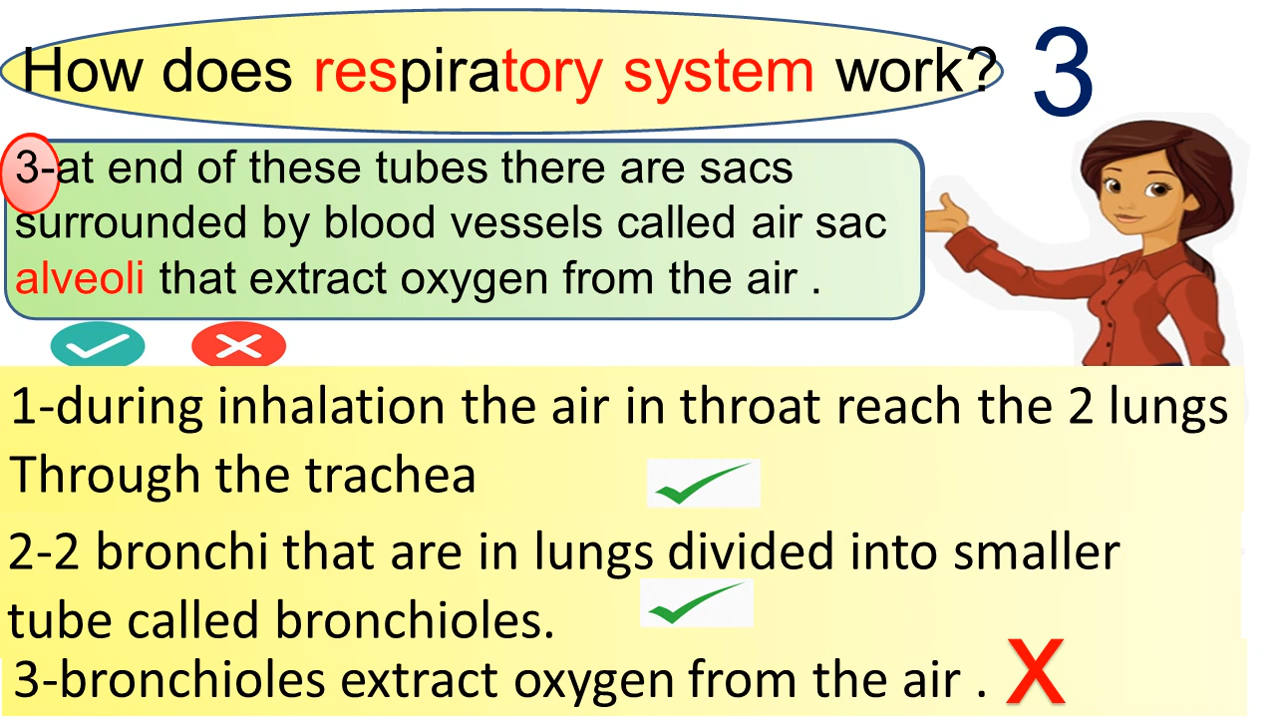 How does respiratory system work?
3
3-at end of these tubes there are sacs
surrounded by blood vessels called air sac
alveoli that extract oxygen from the air .
1-during inhalation the air in throat reach the 2 lungs
Through the trachea
2-2 bronchi that are in lungs divided into smaller
tube called bronchioles.
3-bronchioles extract oxygen from the air . X